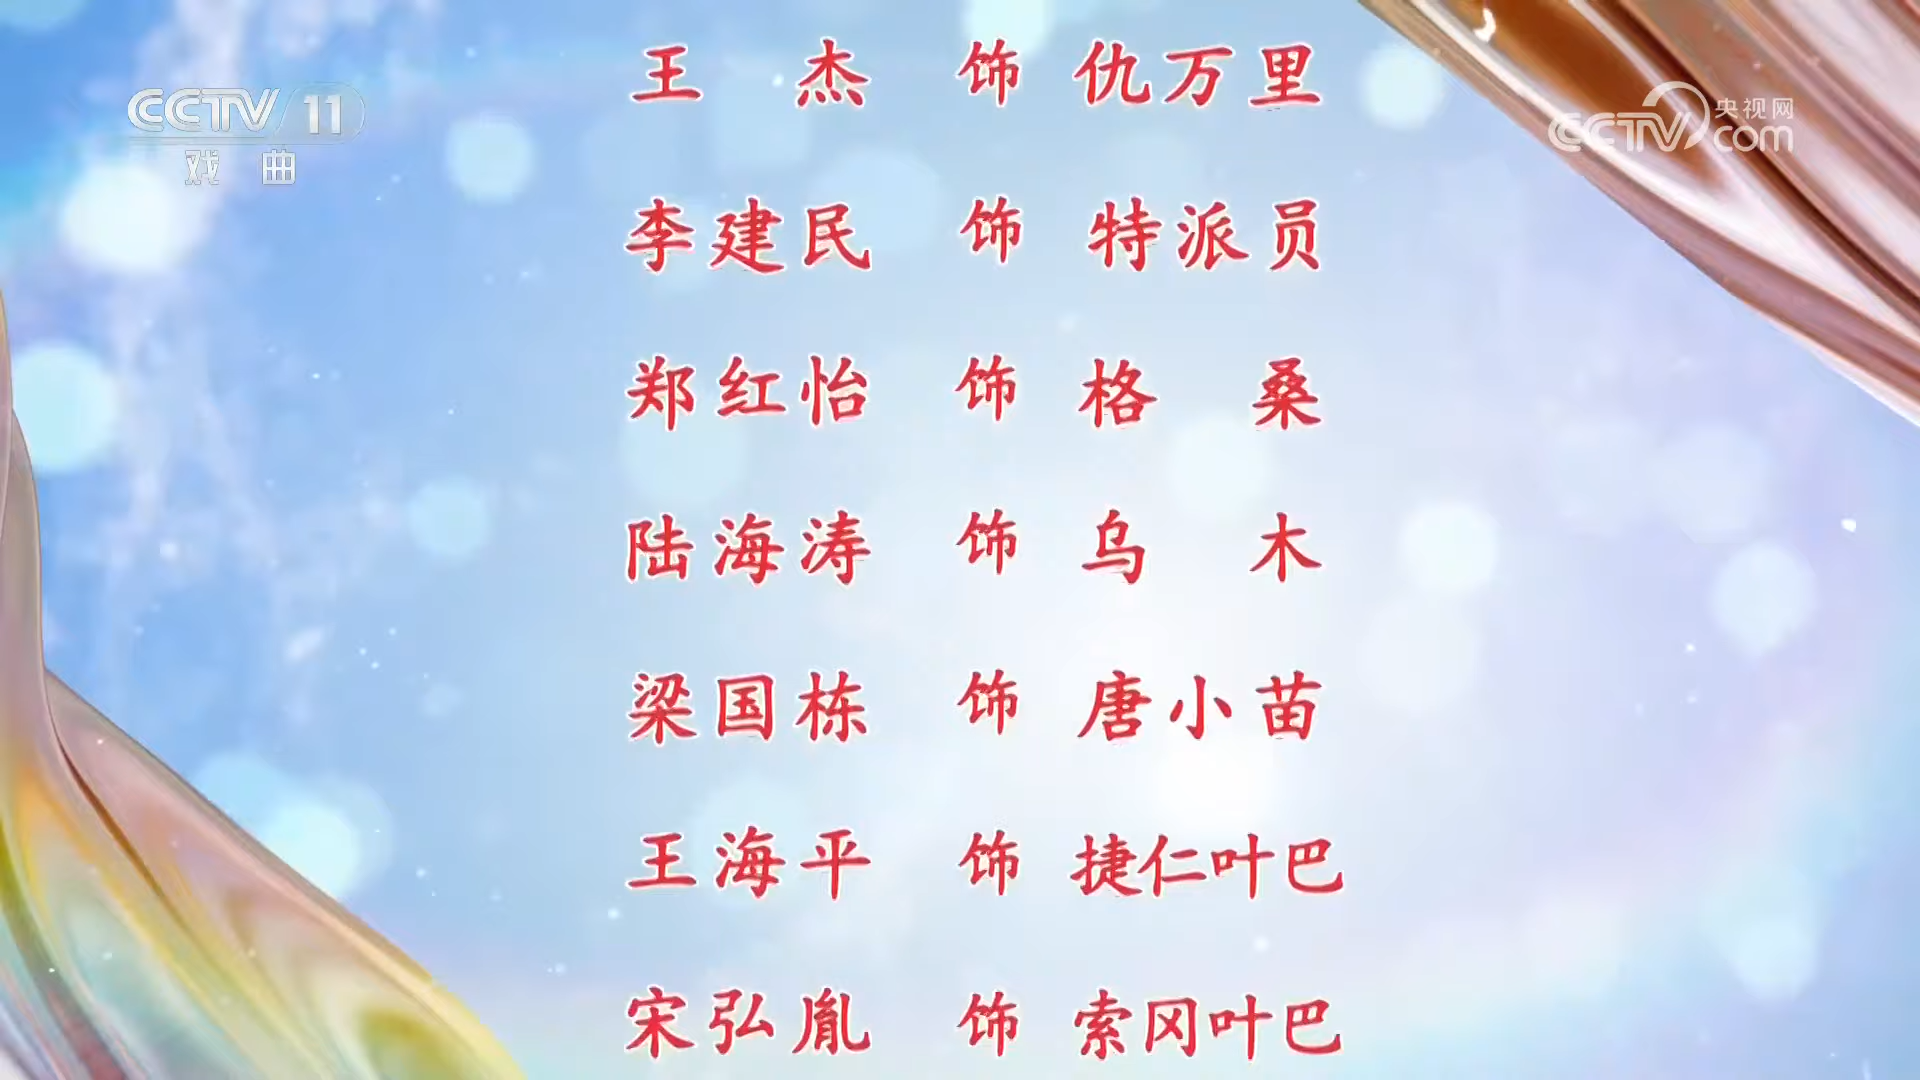 王 杰 饰 仇万里
CCTV 11
戏 曲
央视网
CCTV com
李建民 饰 特派员
郑红怡 饰 格 桑
陆海涛 饰 乌 木
梁国栋 饰 唐小苗
王海平 饰 捷仁叶巴
宋弘胤 饰 索冈叶巴